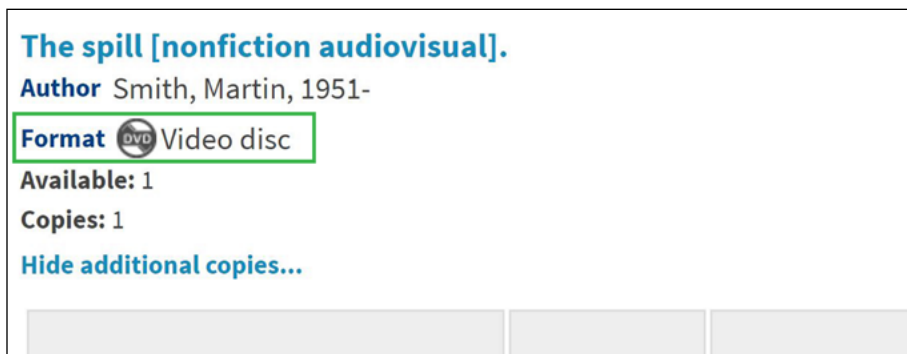 The spill [nonfiction audiovisual].
Author Smith, Martin, 1951-
Format DVD Video disc
Available: 1
Copies: 1
Hide additional copies...